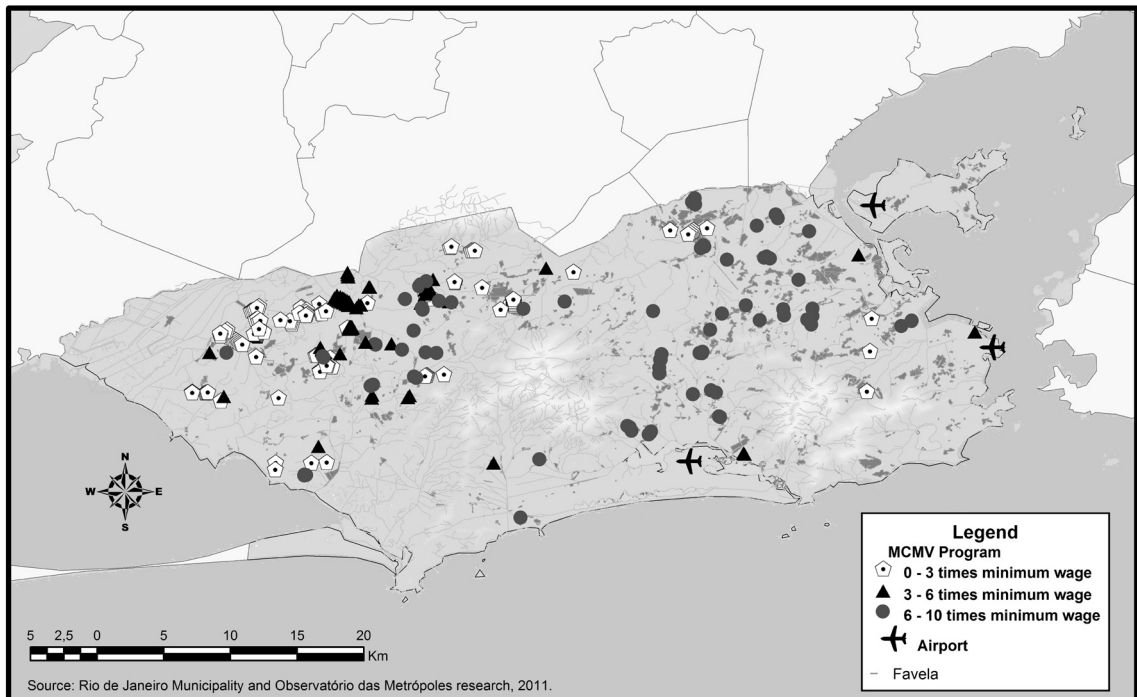 N
W E
S
5 2,5 0 5 10 15 20
Km
Source: Rio de Janeiro Municipality and Observatório das Metrópoles research, 2011.
Legend
MCMV Program
0 - 3 times minimum wage
3 - 6 times minimum wage
6 - 10 times minimum wage
Airport
Favela